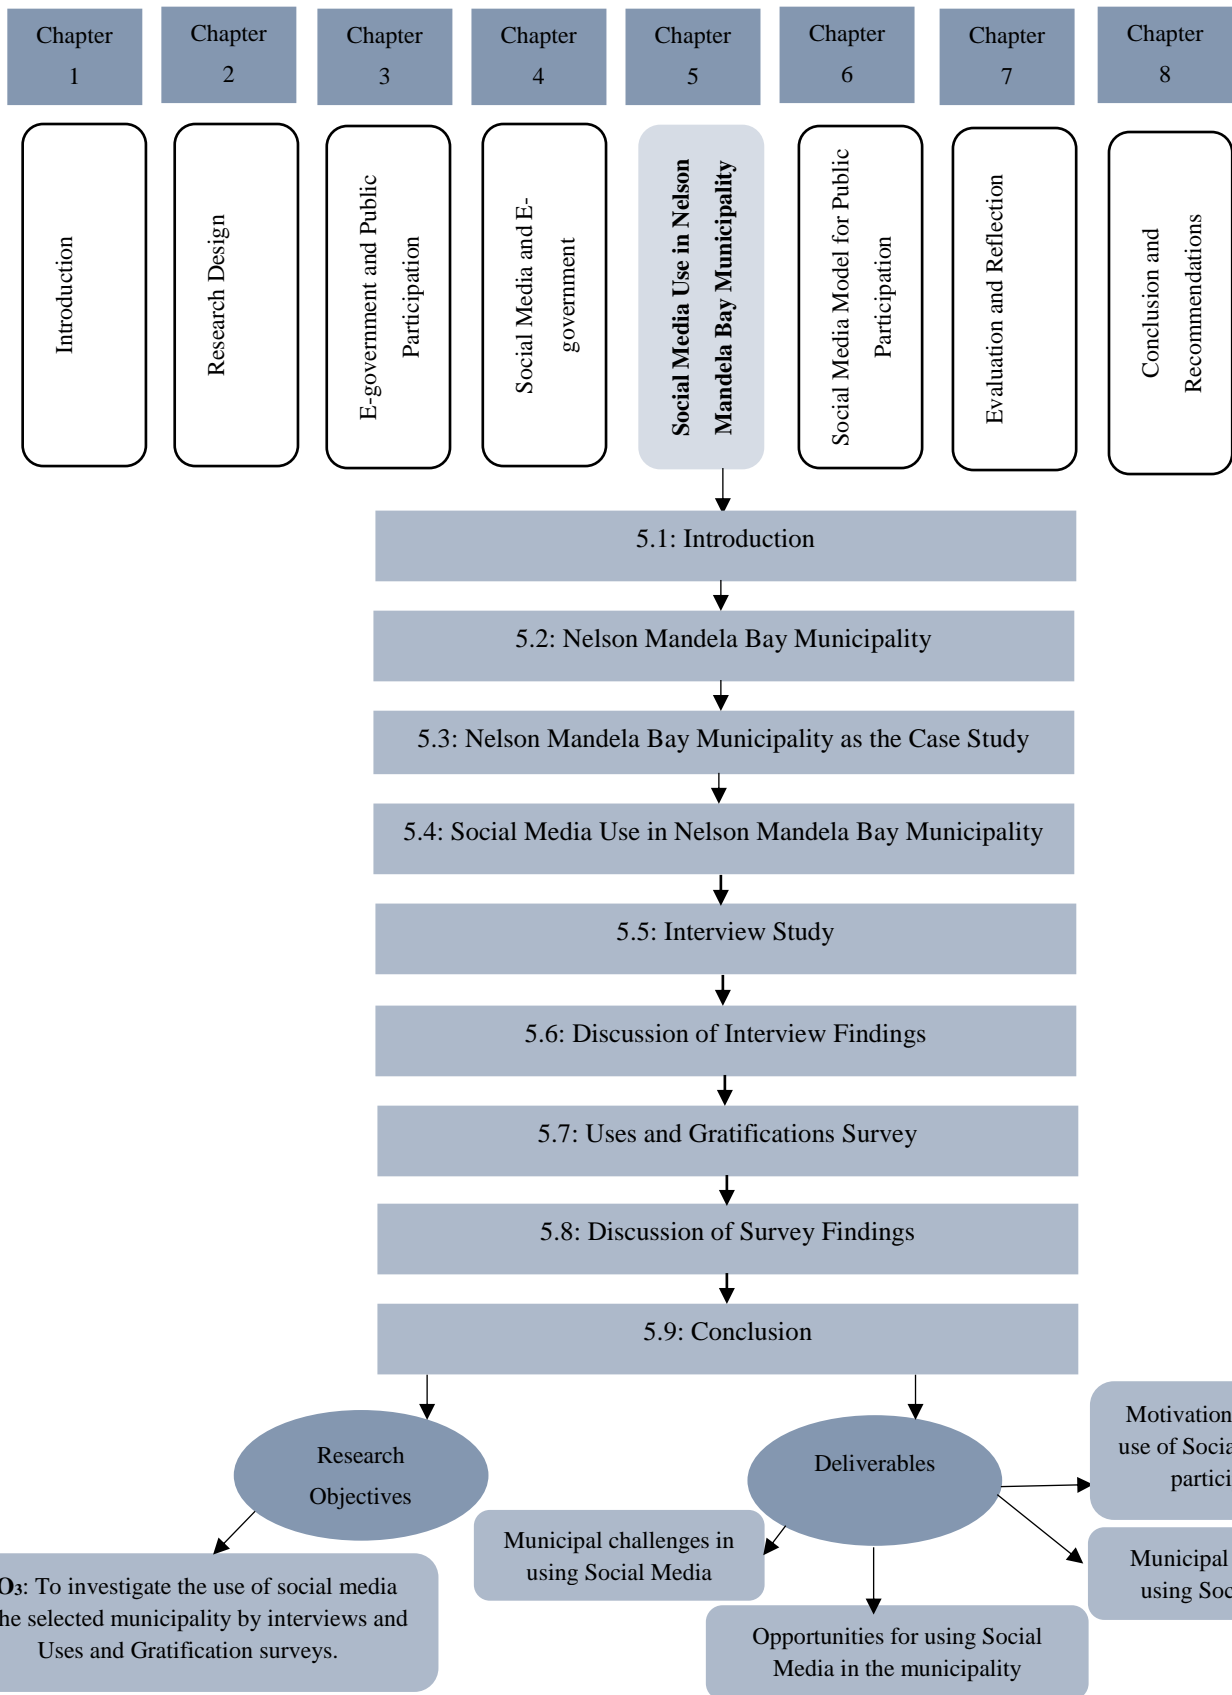 Chapter
1
Chapter
2
Chapter
3
Chapter
4
Chapter
5
Chapter
6
Chapter
7
Chapter
8
Introduction
Research Design
E-government and Public
Participation
Social Media and E-
government
Social Media Use in Nelson
Mandela Bay Municipality
Social Media Model for Public
Participation
Evaluation and Reflection
Conclusion and
Recommendations
5.1: Introduction
5.2: Nelson Mandela Bay Municipality
5.3: Nelson Mandela Bay Municipality as the Case Study
5.4: Social Media Use in Nelson Mandela Bay Municipality
5.5: Interview Study
5.6: Discussion of Interview Findings
5.7: Uses and Gratifications Survey
5.8: Discussion of Survey Findings
5.9: Conclusion
Research
Objectives
Deliverables
Motivation
use of
Municipal challenges in
using Social Media
Municipal
using
O3: To investigate the use of social media
selected municipality by interviews and
Uses and Gratification surveys.
Opportunities for using Social
Media in the municipality